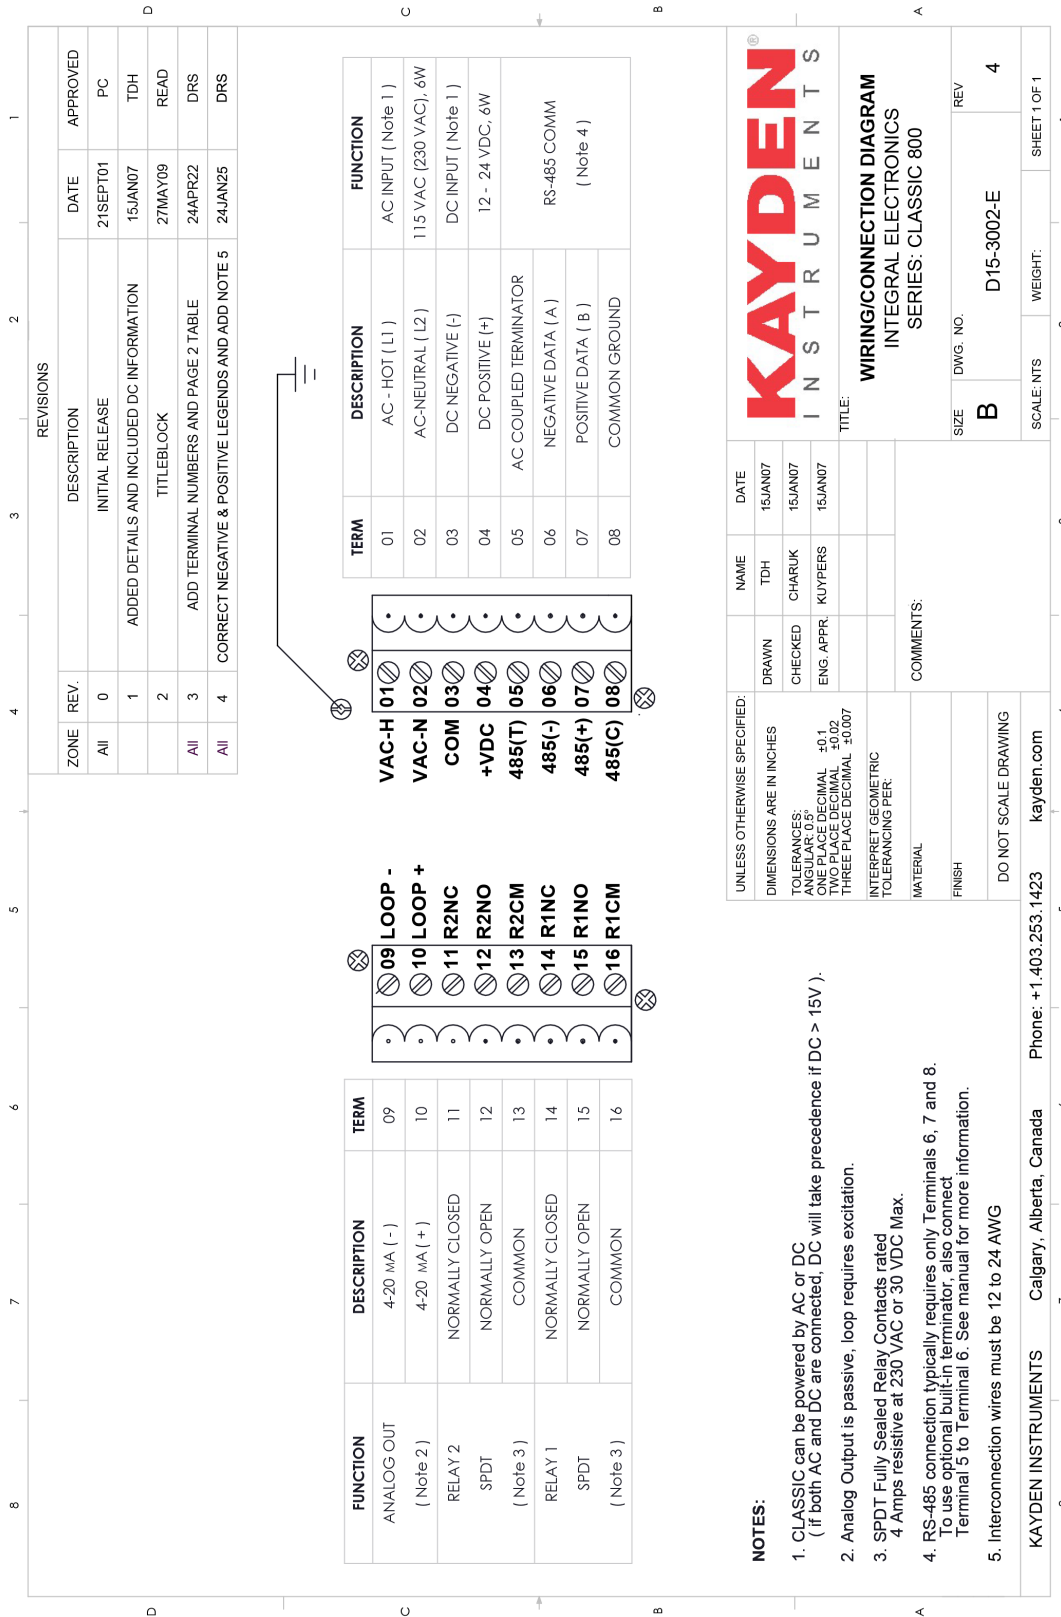 8 7 6 5 4 3 2 1
D
C
B
A
REVISIONS
ZONE REV. DESCRIPTION DATE APPROVED
All 0 INITIAL RELEASE 21SEPT01 PC
1 ADDED DETAILS AND INCLUDED DC INFORMATION 15JAN07 TDH
2 TITLEBLOCK 27MAY09 READ
All 3 ADD TERMINAL NUMBERS AND PAGE 2 TABLE 24APR22 DRS
All 4 CORRECT NEGATIVE & POSITIVE LEGENDS AND ADD NOTE 5 24JAN25 DRS
FUNCTION DESCRIPTION TERM
ANALOG OUT 4-20 MA ( - ) 09
( Note 2 ) 4-20 MA ( + ) 10
RELAY 2 NORMALLY CLOSED 11
SPDT NORMALLY OPEN 12
( Note 3 ) COMMON 13
RELAY 1 NORMALLY CLOSED 14
SPDT NORMALLY OPEN 15
( Note 3 ) COMMON 16
09 LOOP -
10 LOOP +
11 R2NC
12 R2NO
13 R2CM
14 R1NC
15 R1NO
16 R1CM
VAC-H 01
VAC-N 02
COM 03
+VDC 04
485(T) 05
485(-) 06
485(+) 07
485(C) 08
TERM DESCRIPTION FUNCTION
01 AC - HOT ( L1 ) AC INPUT ( Note 1 )
02 AC-NEUTRAL ( L2 ) 115 VAC (230 VAC), 6W
03 DC NEGATIVE (-) DC INPUT ( Note 1 )
04 DC POSITIVE (+) 12 - 24 VDC, 6W
05 AC COUPLED TERMINATOR
06 NEGATIVE DATA ( A ) RS-485 COMM
07 POSITIVE DATA ( B ) ( Note 4 )
08 COMMON GROUND
NOTES:
1. CLASSIC can be powered by AC or DC
( if both AC and DC are connected, DC will take precedence if DC > 15V ).
2. Analog Output is passive, loop requires excitation.
3. SPDT Fully Sealed Relay Contacts rated
4 Amps resistive at 230 VAC or 30 VDC Max.
4. RS-485 connection typically requires only Terminals 6, 7 and 8.
To use optional built-in terminator, also connect
Terminal 5 to Terminal 6. See manual for more information.
5. Interconnection wires must be 12 to 24 AWG
UNLESS OTHERWISE SPECIFIED:
DIMENSIONS ARE IN INCHES
TOLERANCES:
ANGULAR: 0.5°
ONE PLACE DECIMAL ±0.1
TWO PLACE DECIMAL ±0.02
THREE PLACE DECIMAL ±0.007
INTERPRET GEOMETRIC
TOLERANCING PER:
MATERIAL
FINISH
DO NOT SCALE DRAWING
NAME DATE
DRAWN TDH 15JAN07
CHECKED CHARUK 15JAN07
ENG. APPR. KUYPERS 15JAN07
COMMENTS:
KAYDEN®
INSTRUMENTS
TITLE:
WIRING/CONNECTION DIAGRAM
INTEGRAL ELECTRONICS
SERIES: CLASSIC 800
SIZE DWG. NO. REV
B D15-3002-E 4
SCALE: NTS WEIGHT: SHEET 1 OF 1
KAYDEN INSTRUMENTS Calgary, Alberta, Canada Phone: +1.403.253.1423 kayden.com
D
C
B
A